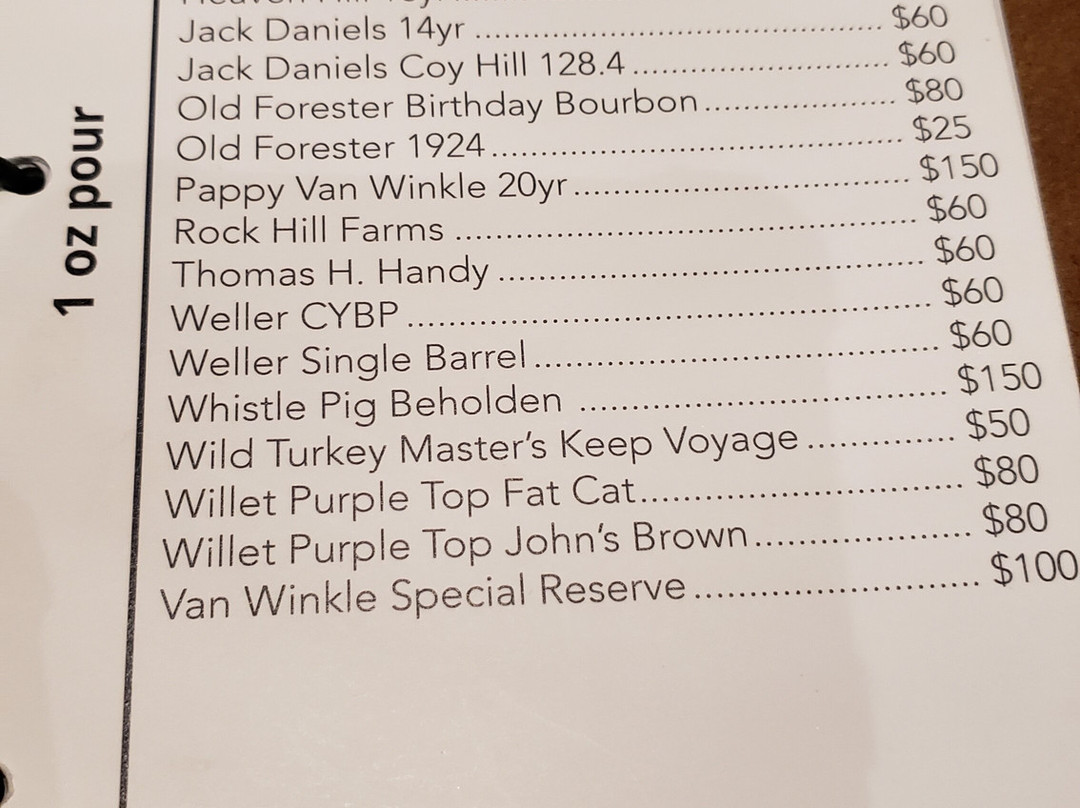 Jack Daniels 14yr ........ $60
Jack Daniels Coy Hill 128.4 ........ $60
Old Forester Birthday Bourbon ........ $80
Old Forester 1924 ........ $25
Pappy Van Winkle 20yr ........ $150
Rock Hill Farms ........ $60
Thomas H. Handy ........ $60
Weller CYBP ........ $60
Weller Single Barrel ........ $60
Whistle Pig Beholden ........ $150
Wild Turkey Master's Keep Voyage ........ $50
Willet Purple Top Fat Cat ........ $80
Willet Purple Top John's Brown ........ $80
Van Winkle Special Reserve ........ $100
1 oz pour